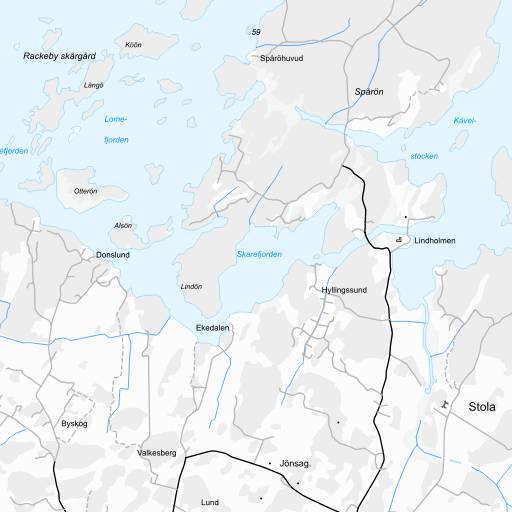 59
Köön
Rackeby skärgård
Spåröhuvud
Långö
Spårön
Lome-
fjorden
Kävel-
stocken
efjorden
Otterön
Alsön
Lindholmen
Donslund
Skarefjorden
Lindön
Hyllingssund
Ekedalen
Stola
Byskog
Valkesberg
Jönsag.
Lund